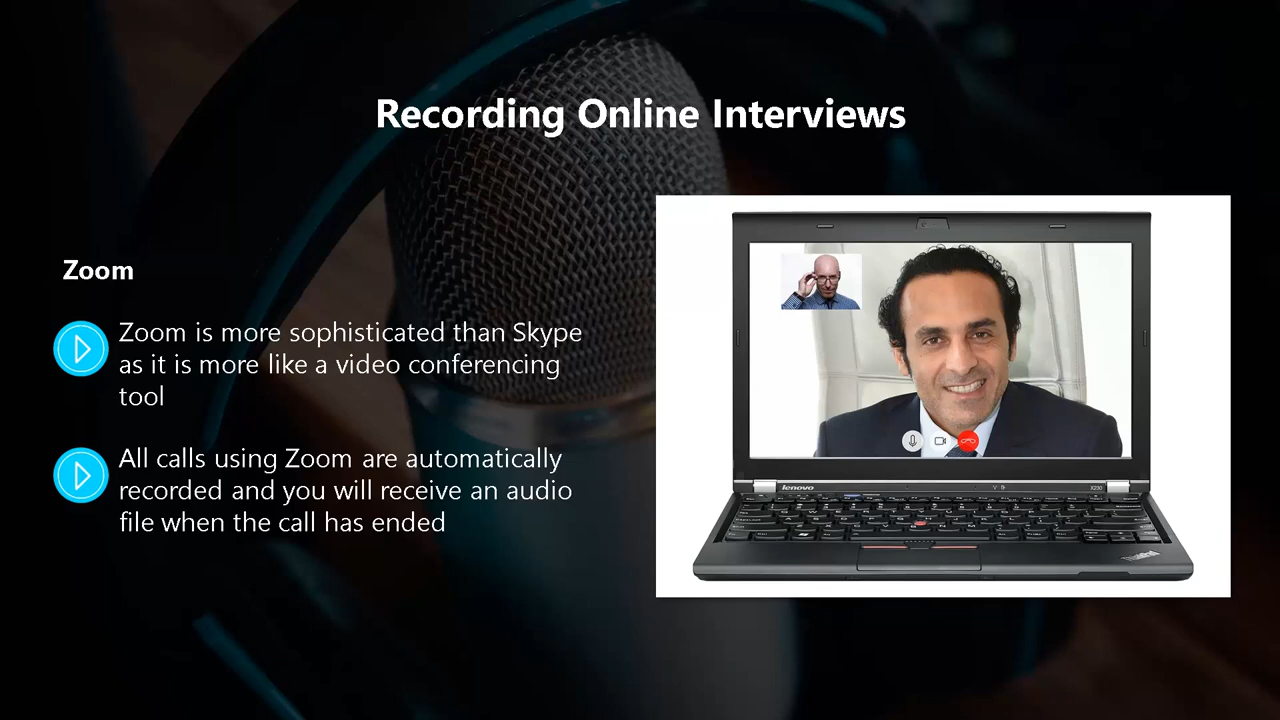 Recording Online Interviews
Zoom
Zoom is more sophisticated than Skype
as it is more like a video conferencing
tool
All calls using Zoom are automatically
recorded and you will receive an audio
file when the call has ended
lenovo
X230
ThinkPad